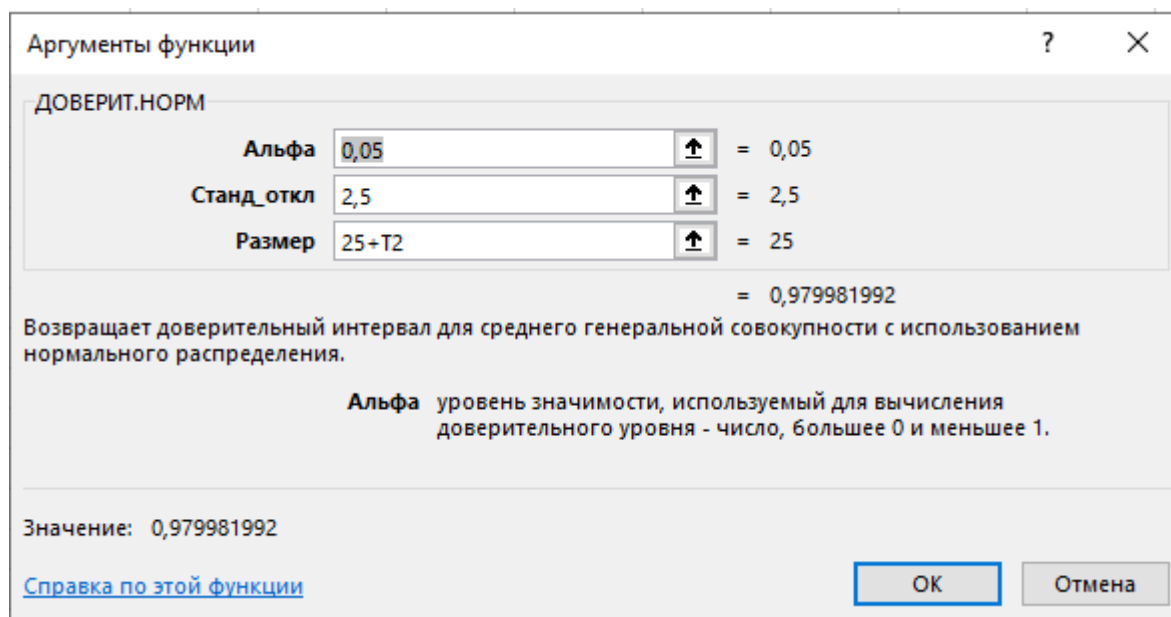 Аргументы функции ? ×
ДОВЕРИТ.НОРМ
Альфа 0,05 = 0,05
Станд_откл 2,5 = 2,5
Размер 25+T2 = 25
= 0,979981992
Возвращает доверительный интервал для среднего генеральной совокупности с использованием
нормального распределения.
Альфа уровень значимости, используемый для вычисления
доверительного уровня - число, большее 0 и меньшее 1.
Значение: 0,979981992
Справка по этой функции ОК Отмена